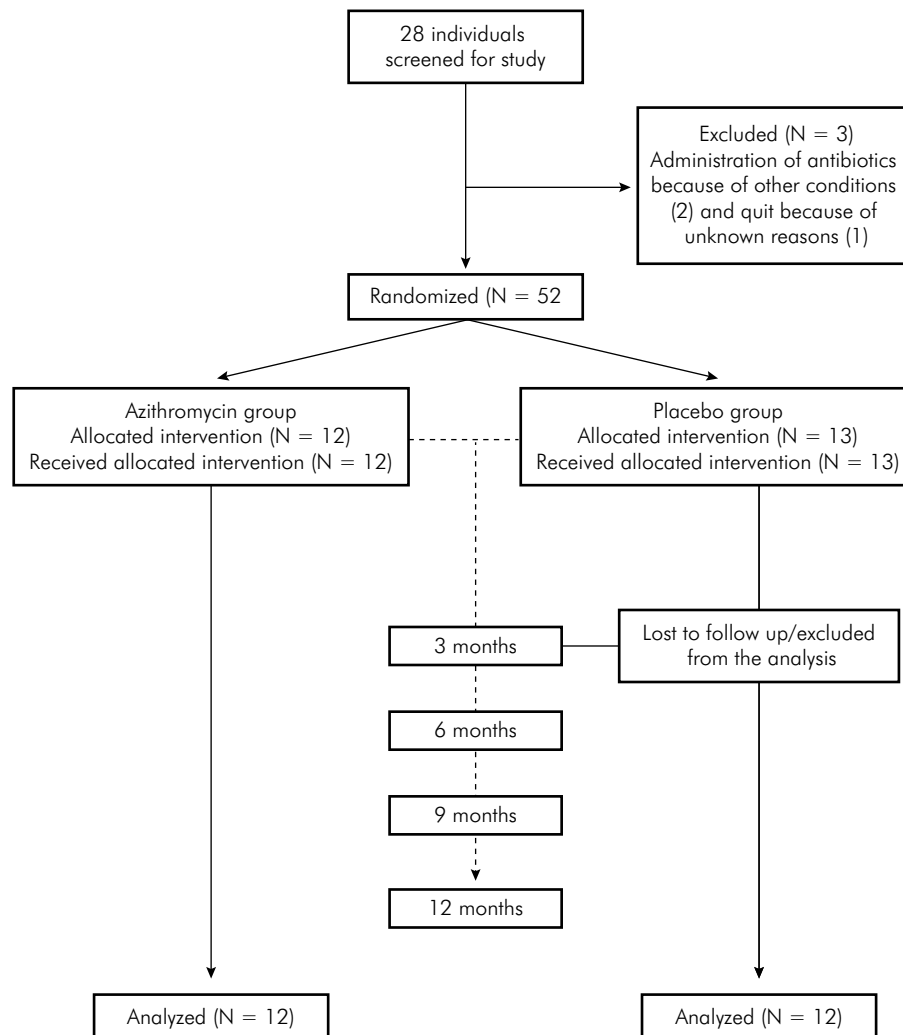 28 individuals
screened for study
Excluded (N = 3)
Administration of antibiotics
because of other conditions
(2) and quit because of
unknown reasons (1)
Randomized (N = 52
Azithromycin group
Allocated intervention (N = 12)
Received allocated intervention (N = 12)
Placebo group
Allocated intervention (N = 13)
Received allocated intervention (N = 13)
3 months
Lost to follow up/excluded
from the analysis
6 months
9 months
12 months
Analyzed (N = 12)
Analyzed (N = 12)